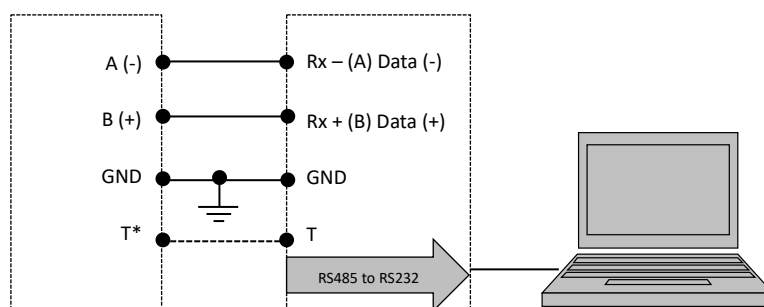 A (-) Rx – (A) Data (-)
B (+) Rx + (B) Data (+)
GND GND
T* T
RS485 to RS232